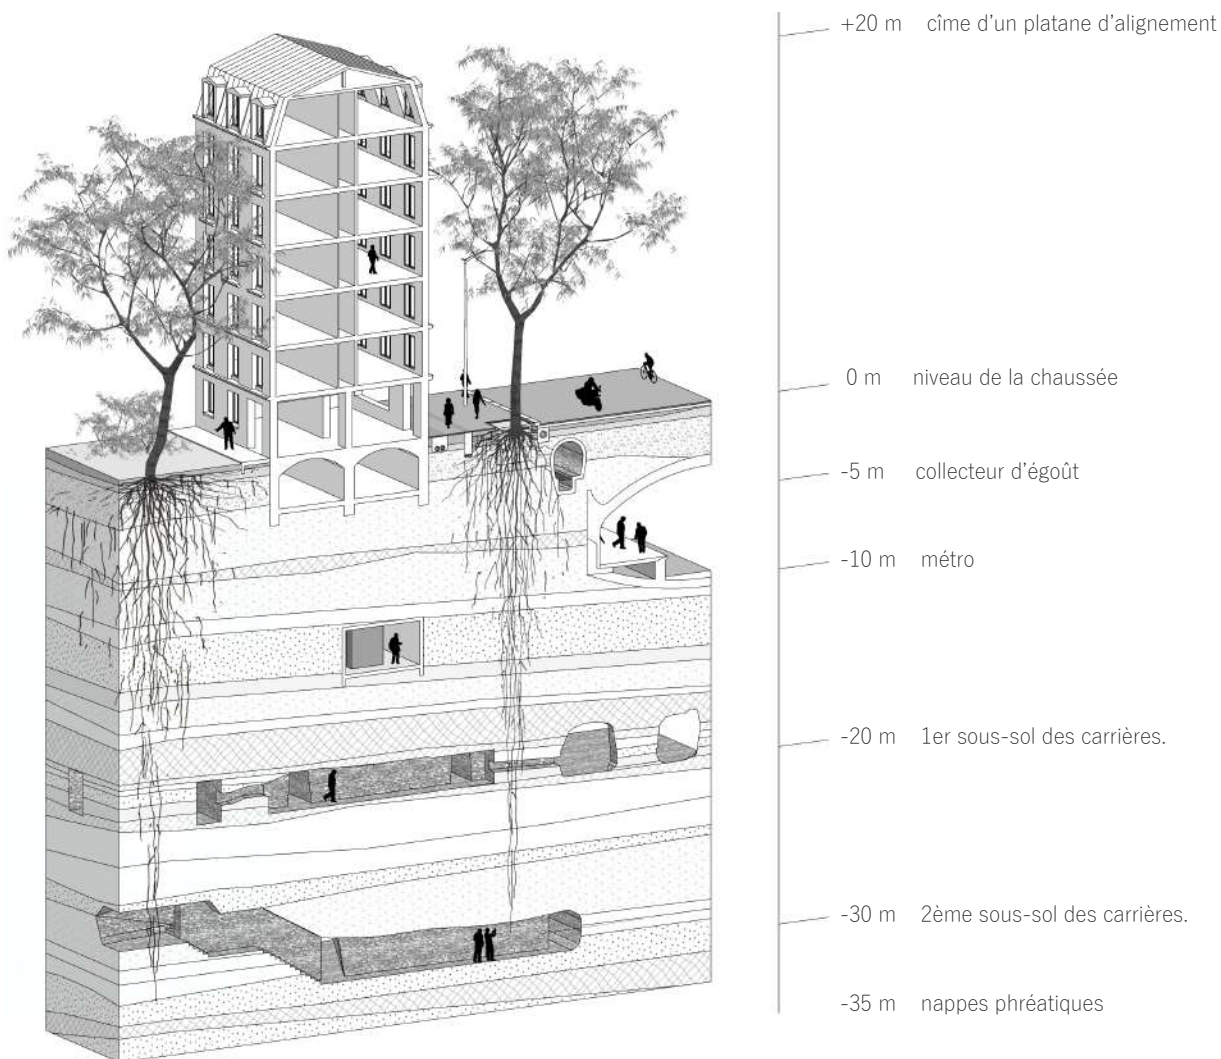 +20 m cîme d'un platane d'alignement
0 m niveau de la chaussée
-5 m collecteur d'égoût
-10 m métro
-20 m 1er sous-sol des carrières.
-30 m 2ème sous-sol des carrières.
-35 m nappes phréatiques